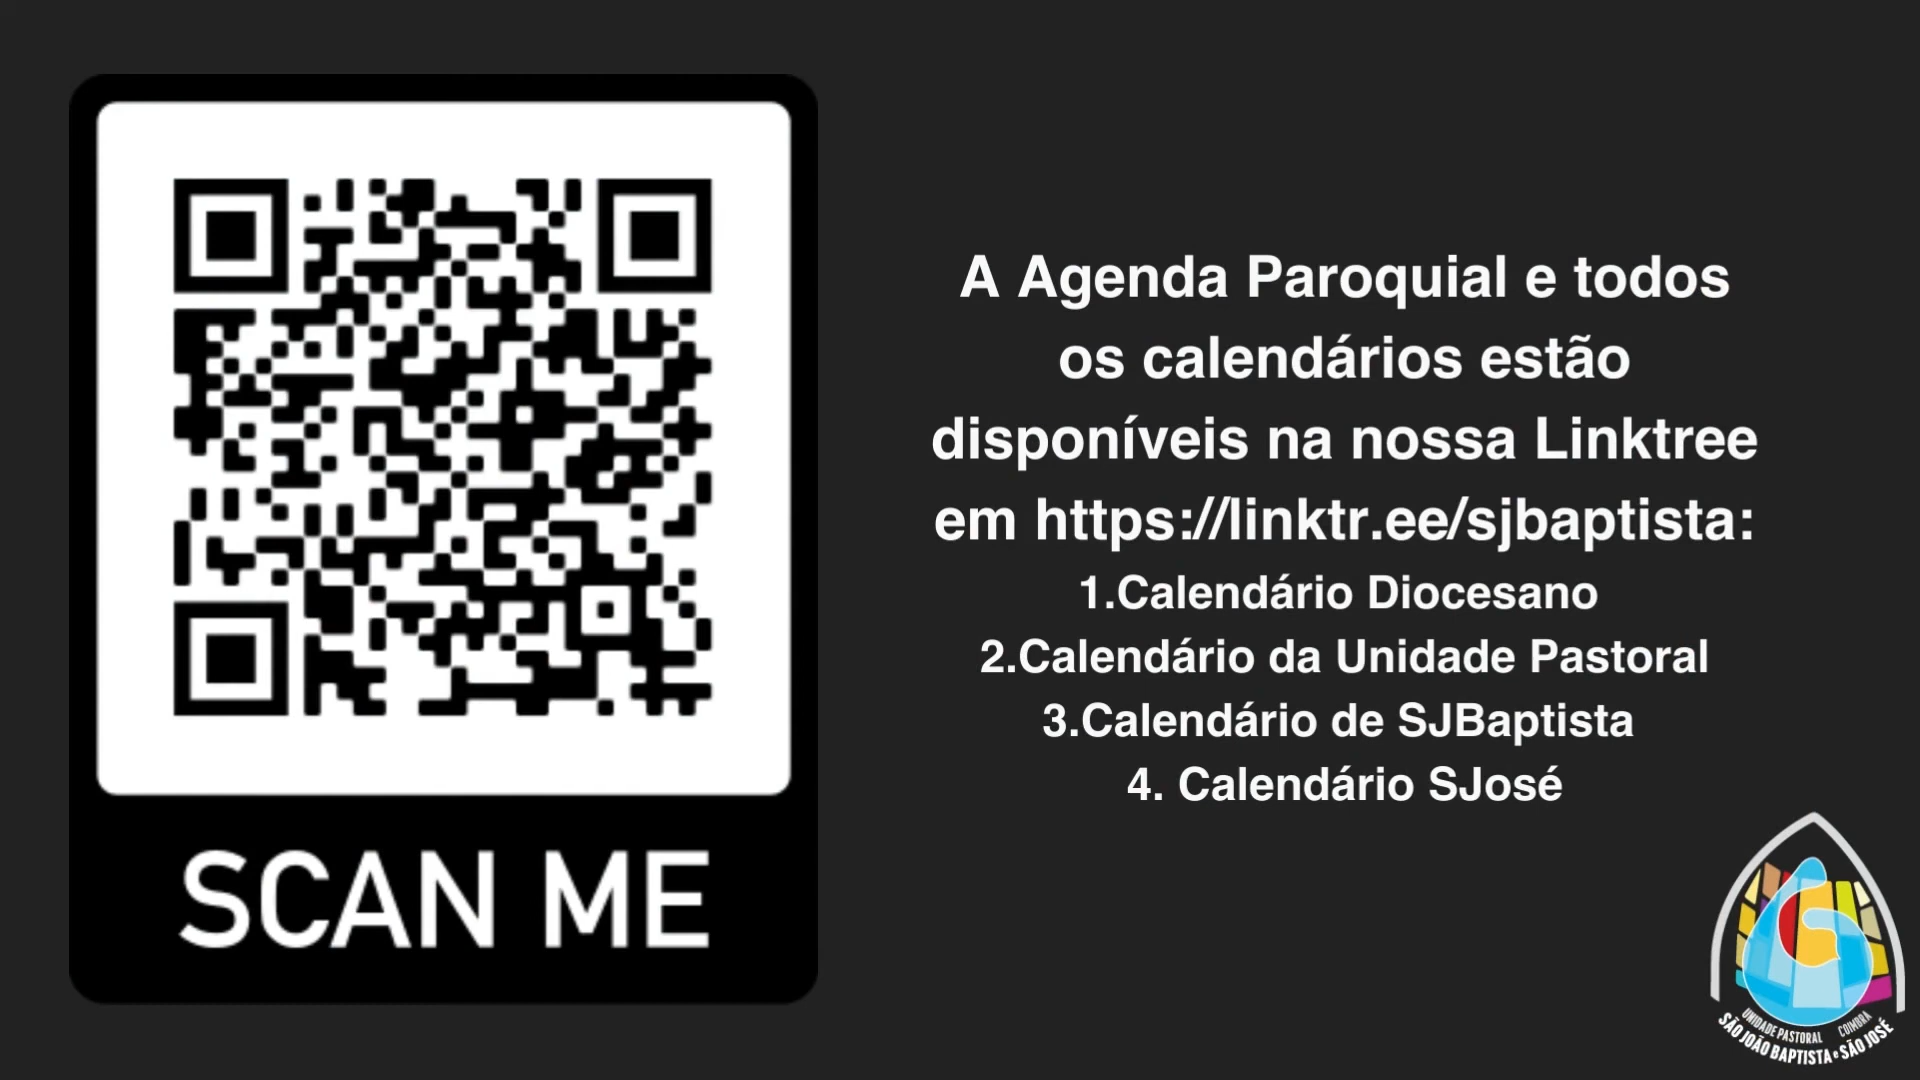 A Agenda Paroquial e todos
os calendários estão
disponíveis na nossa Linktree
em https://linktr.ee/sjbaptista:
1.Calendário Diocesano
2.Calendário da Unidade Pastoral
3.Calendário de SJBaptista
4. Calendário SJosé
SCAN ME
UNIDADE PASTORAL COIMBRA
SÃO JOÃO BAPTISTA e SÃO JOSÉ